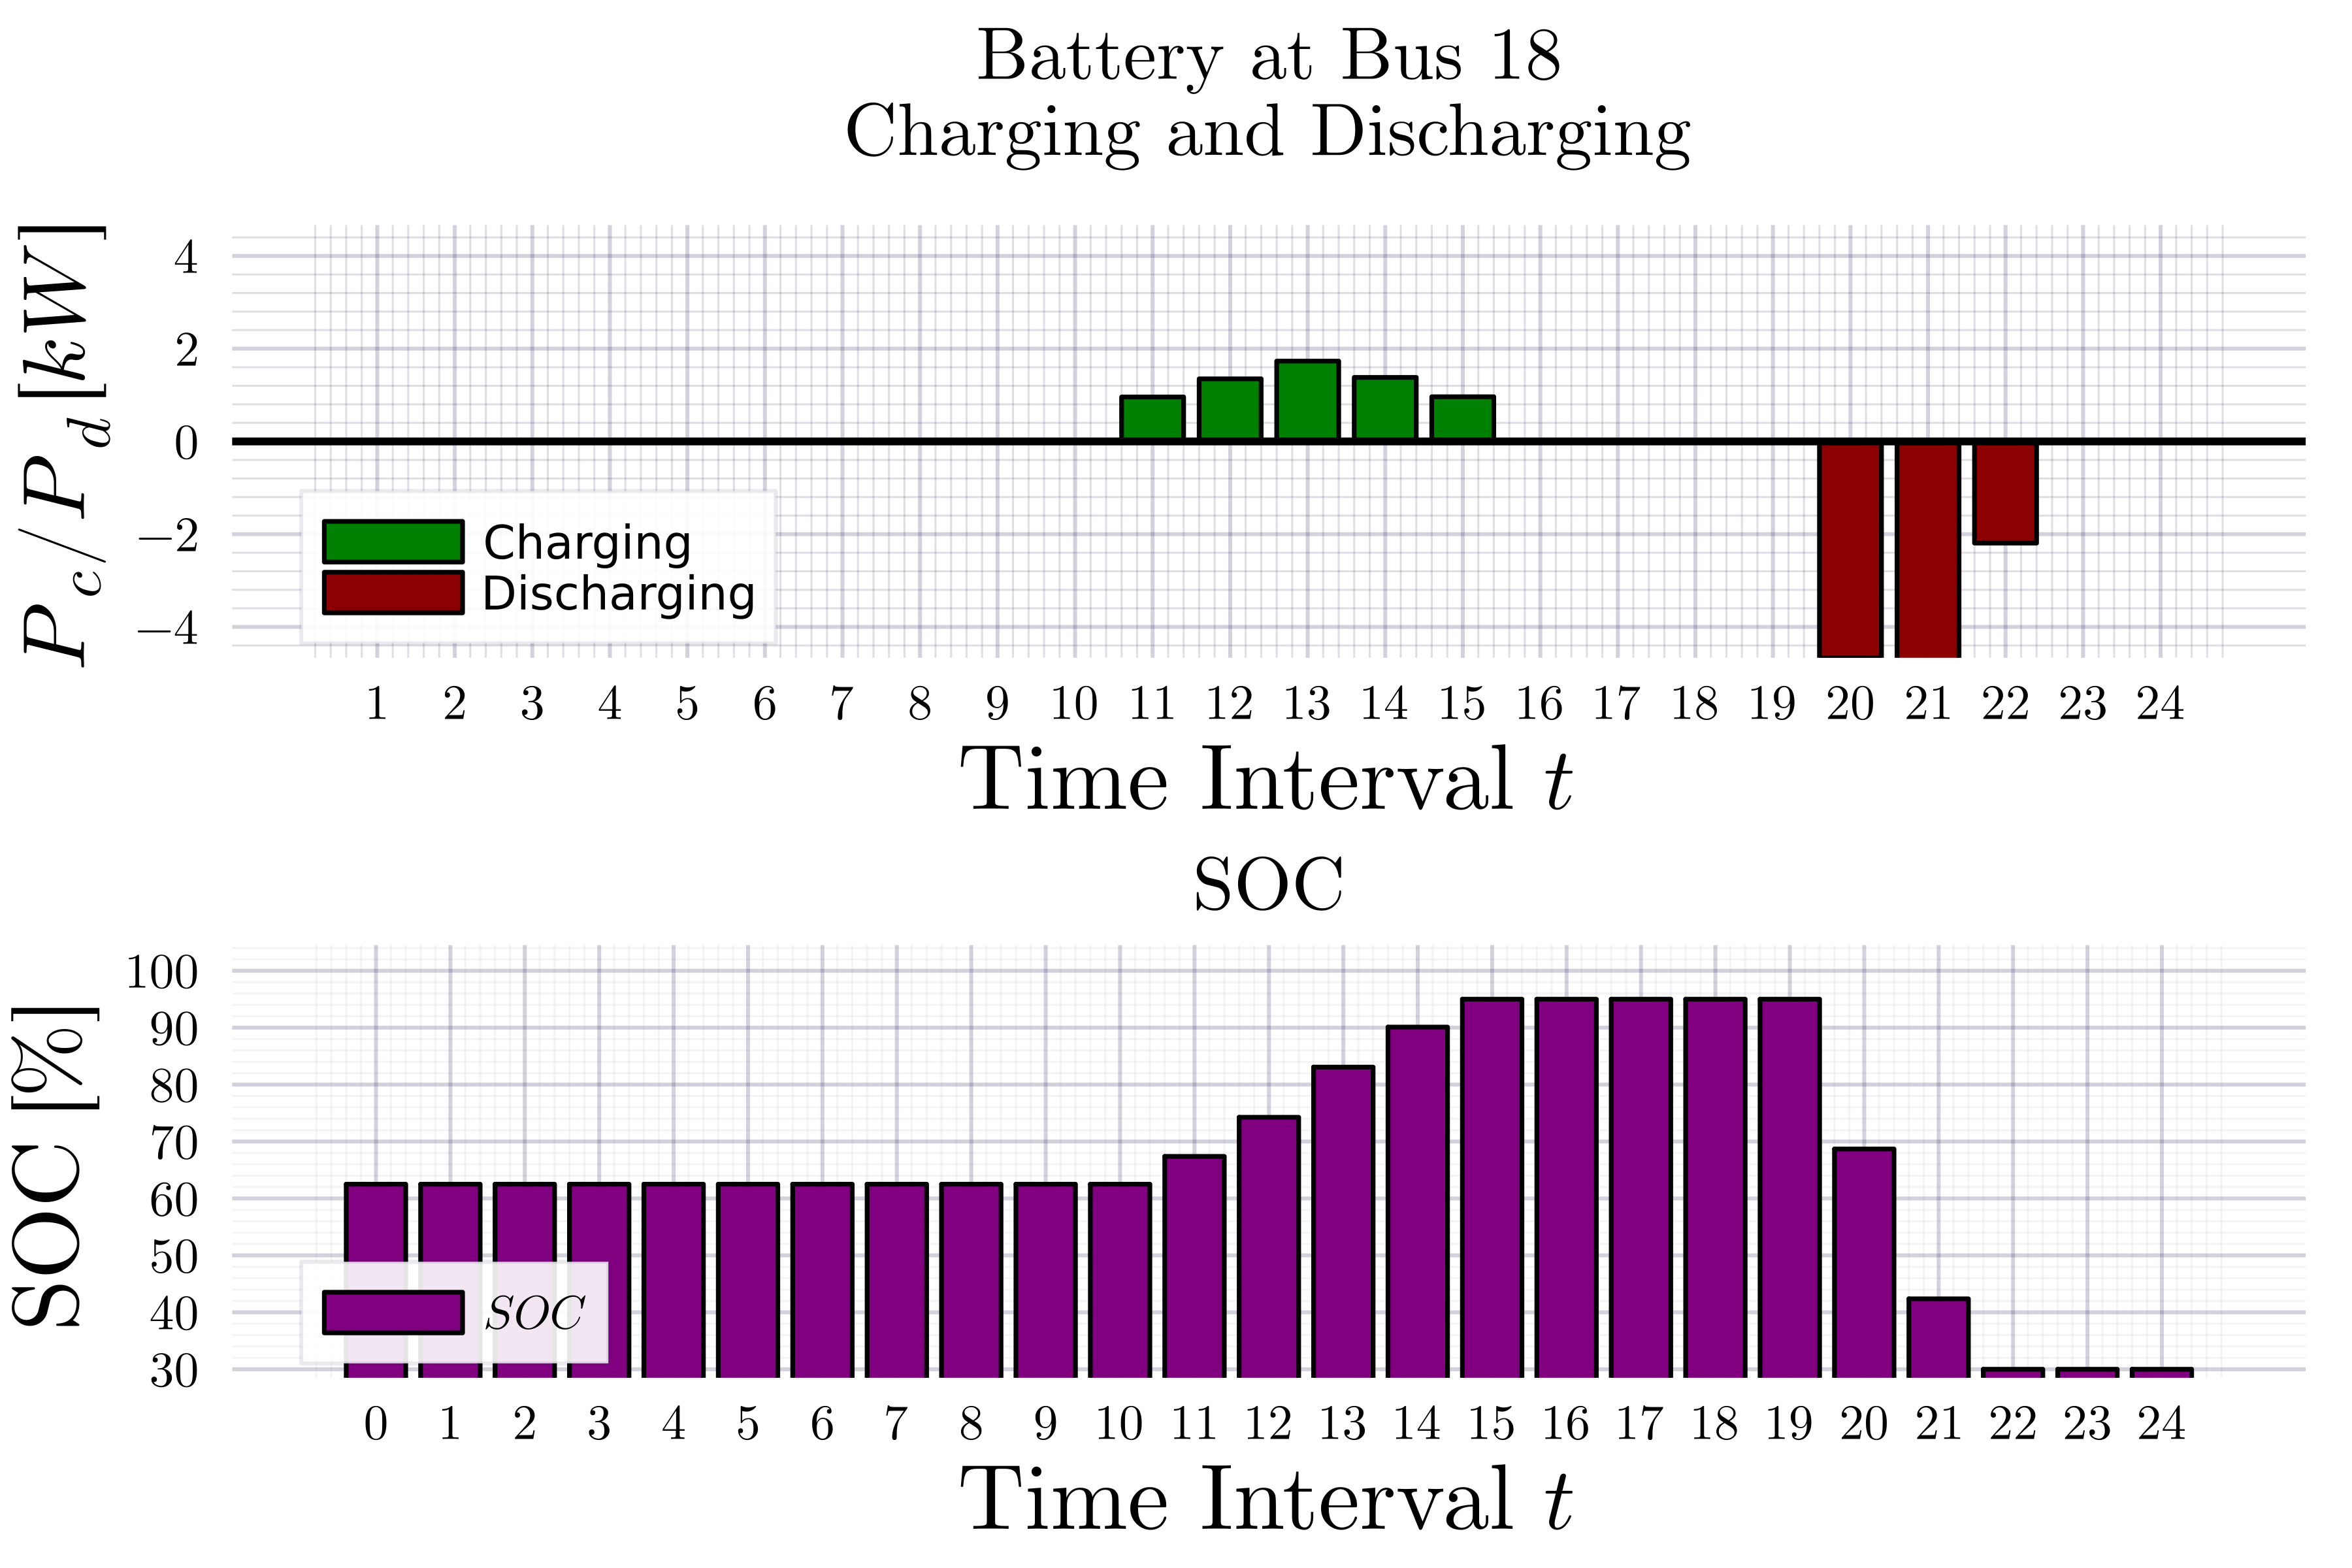 Battery at Bus 18
Charging and Discharging
P_c/P_d [kW]
4
2
0
−2
−4
Charging
Discharging
1 2 3 4 5 6 7 8 9 10 11 12 13 14 15 16 17 18 19 20 21 22 23 24
Time Interval t
SOC
SOC [%]
100
90
80
70
60
50
40
30
SOC
0 1 2 3 4 5 6 7 8 9 10 11 12 13 14 15 16 17 18 19 20 21 22 23 24
Time Interval t